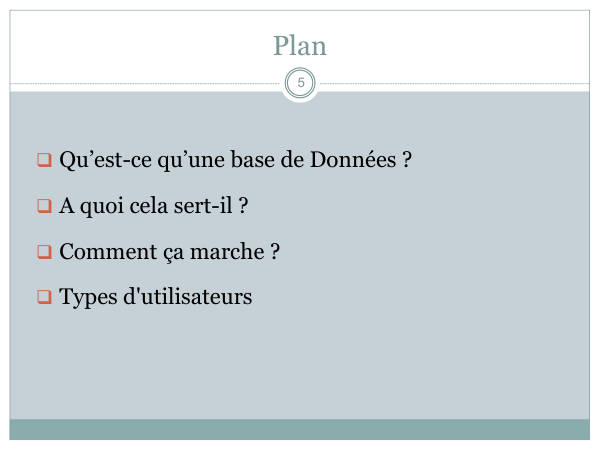 Plan
5
Qu’est-ce qu’une base de Données ?
A quoi cela sert-il ?
Comment ça marche ?
Types d'utilisateurs